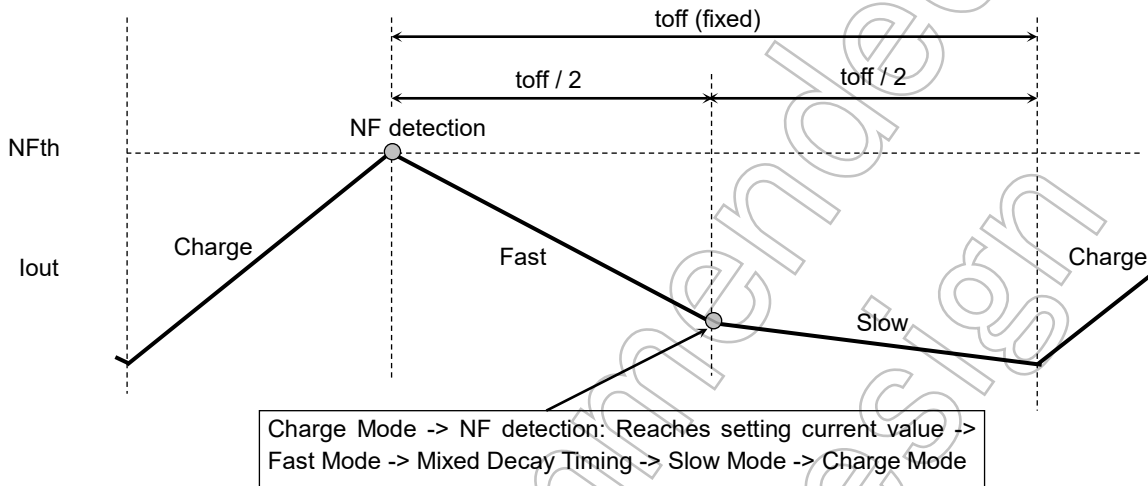 toff (fixed)
toff / 2
toff / 2
NF detection
NFth
Charge
Fast
Iout
Charge
Slow
Charge Mode -> NF detection: Reaches setting current value ->
Fast Mode -> Mixed Decay Timing -> Slow Mode -> Charge Mode